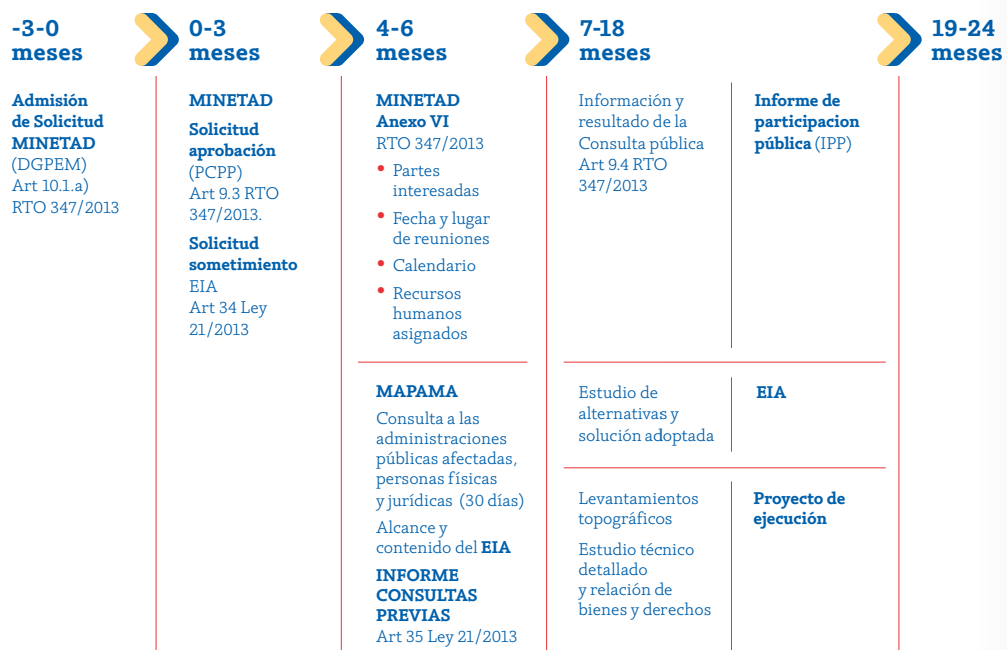 -3-0
meses
0-3
meses
4-6
meses
7-18
meses
19-24
meses
Admisión
de Solicitud
MINETAD
(DGPEM)
Art 10.1.a)
RTO 347/2013
MINETAD
Solicitud
aprobación
(PCPP)
Art 9.3 RTO
347/2013.
Solicitud
sometimiento
EIA
Art 34 Ley
21/2013
MINETAD
Anexo VI
RTO 347/2013
• Partes
interesadas
• Fecha y lugar
de reuniones
• Calendario
• Recursos
humanos
asignados
MAPAMA
Consulta a las
administraciones
públicas afectadas,
personas físicas
y jurídicas (30 días)
Alcance y
contenido del EIA
INFORME
CONSULTAS
PREVIAS
Art 35 Ley 21/2013
Información y
resultado de la
Consulta pública
Art 9.4 RTO
347/2013
Informe de
participacion
pública (IPP)
Estudio de
alternativas y
solución adoptada
EIA
Levantamientos
topográficos
Estudio técnico
detallado
y relación de
bienes y derechos
Proyecto de
ejecución